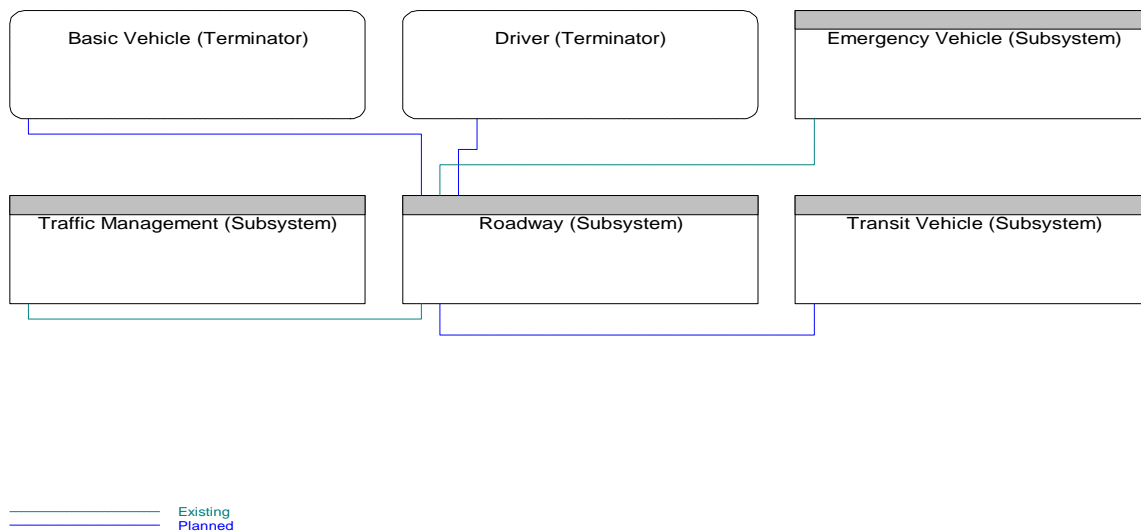 Basic Vehicle (Terminator)
Driver (Terminator)
Emergency Vehicle (Subsystem)
Traffic Management (Subsystem)
Roadway (Subsystem)
Transit Vehicle (Subsystem)
Existing
Planned